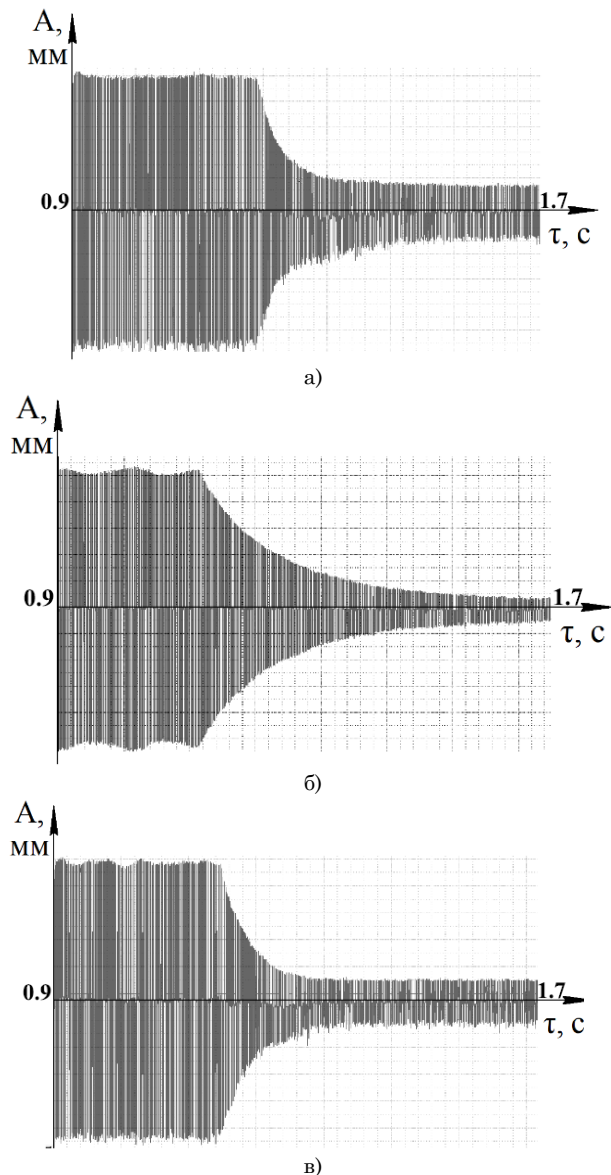 А,
мм
0.9
1.7
τ, с
а)
А,
мм
0.9
1.7
τ, с
б)
А,
мм
0.9
1.7
τ, с
в)